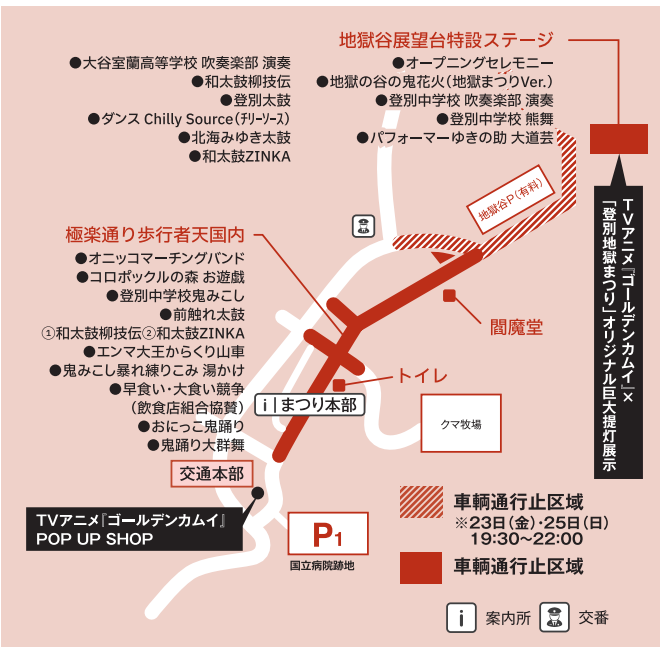 地獄谷展望台特設ステージ
●大谷室蘭高等学校 吹奏楽部 演奏
●和太鼓柳技伝
●登別太鼓
●ダンス Chilly Source(ﾁﾘｰｿｰｽ)
●北海みゆき太鼓
●和太鼓ZINKA
●オープニングセレモニー
●地獄の谷の鬼花火(地獄まつりVer.)
●登別中学校 吹奏楽部 演奏
●登別中学校 熊舞
●パフォーマーゆきの助 大道芸
地獄谷P(有料)
TVアニメ『ゴールデンカムイ』×
「登別地獄まつり」オリジナル巨大提灯展示
極楽通り歩行者天国内
●オニッコマーチングバンド
●コロポックルの森 お遊戯
●登別中学校鬼みこし
●前触れ太鼓
①和太鼓柳技伝②和太鼓ZINKA
●エンマ大王からくり山車
●鬼みこし暴れ練りこみ 湯かけ
●早食い・大食い競争
(飲食店組合協賛)
●おにっこ鬼踊り
●鬼踊り大群舞
閻魔堂
トイレ
i|まつり本部
クマ牧場
交通本部
TVアニメ『ゴールデンカムイ』
POP UP SHOP
P1
国立病院跡地
車輌通行止区域
※23日(金)・25日(日)
19:30〜22:00
車輌通行止区域
i 案内所
交番